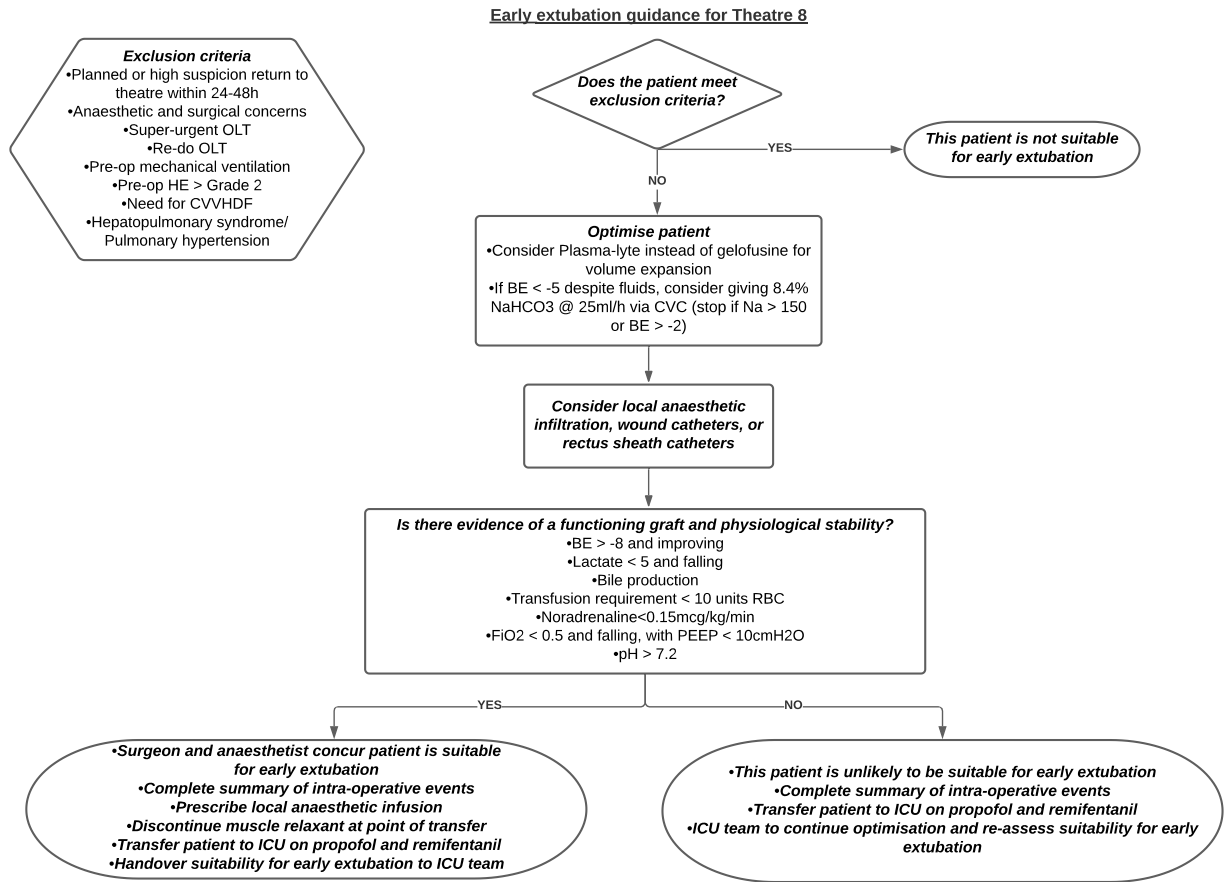 Early extubation guidance for Theatre 8
Exclusion criteria
•Planned or high suspicion return to
theatre within 24-48h
•Anaesthetic and surgical concerns
•Super-urgent OLT
•Re-do OLT
•Pre-op mechanical ventilation
•Pre-op HE > Grade 2
•Need for CVVHDF
•Hepatopulmonary syndrome/
Pulmonary hypertension
Does the patient meet
exclusion criteria?
YES
This patient is not suitable
for early extubation
NO
Optimise patient
•Consider Plasma-lyte instead of gelofusine for
volume expansion
•If BE < -5 despite fluids, consider giving 8.4%
NaHCO3 @ 25ml/h via CVC (stop if Na > 150
or BE > -2)
Consider local anaesthetic
infiltration, wound catheters, or
rectus sheath catheters
Is there evidence of a functioning graft and physiological stability?
•BE > -8 and improving
•Lactate < 5 and falling
•Bile production
•Transfusion requirement < 10 units RBC
•Noradrenaline<0.15mcg/kg/min
•FiO2 < 0.5 and falling, with PEEP < 10cmH2O
•pH > 7.2
YES
NO
•Surgeon and anaesthetist concur patient is suitable
for early extubation
•Complete summary of intra-operative events
•Prescribe local anaesthetic infusion
•Discontinue muscle relaxant at point of transfer
•Transfer patient to ICU on propofol and remifentanil
•Handover suitability for early extubation to ICU team
•This patient is unlikely to be suitable for early extubation
•Complete summary of intra-operative events
•Transfer patient to ICU on propofol and remifentanil
•ICU team to continue optimisation and re-assess suitability for early
extubation